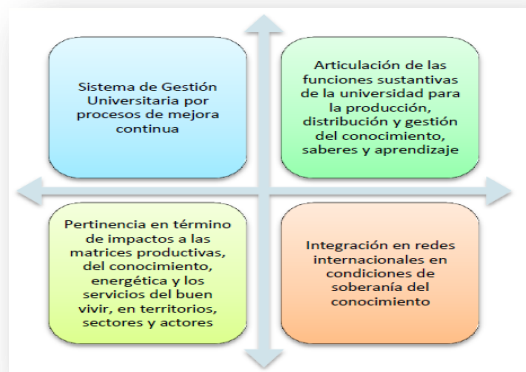 Sistema de Gestión
Universitaria por
procesos de mejora
continua
Articulación de las
funciones sustantivas
de la universidad para
la producción,
distribución y gestión
del conocimiento,
saberes y aprendizaje
Pertinencia en término
de impactos a las
matrices productivas,
del conocimiento,
energética y los
servicios del buen
vivir, en territorios,
sectores y actores
Integración en redes
internacionales en
condiciones de
soberanía del
conocimiento